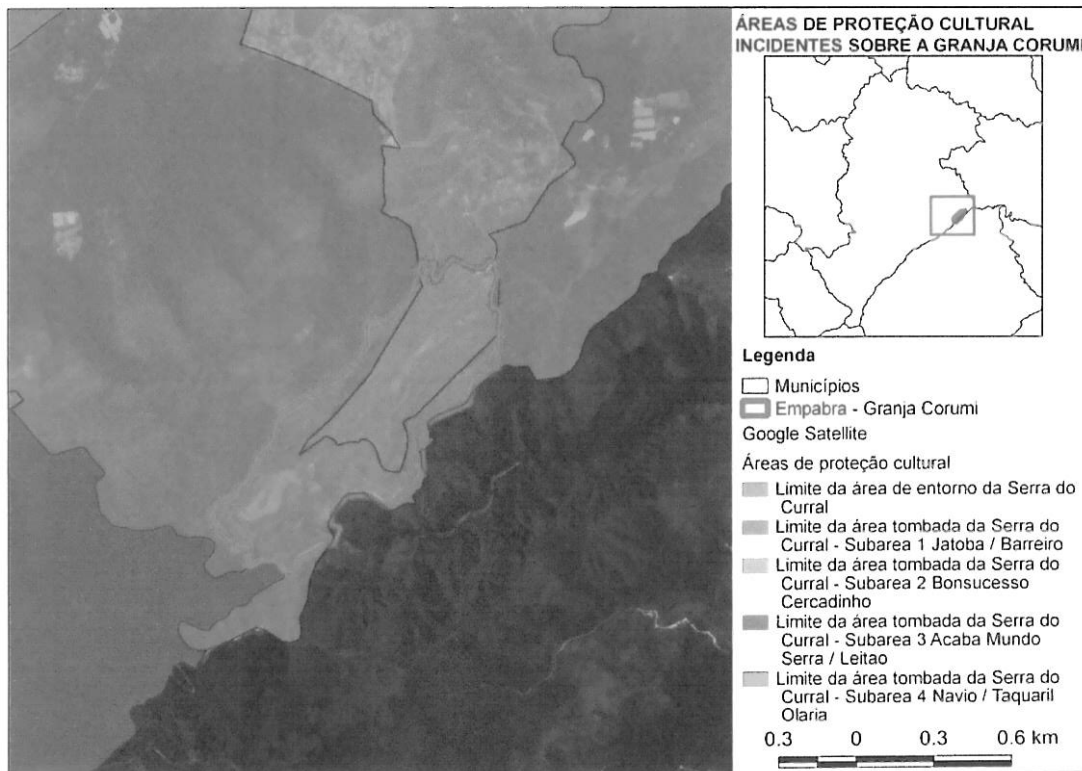 ÁREAS DE PROTEÇÃO CULTURAL
INCIDENTES SOBRE A GRANJA CORUMI
Legenda
Municípios
Empabra - Granja Corumi
Google Satellite
Áreas de proteção cultural
Limite da área de entorno da Serra do
Curral
Limite da área tombada da Serra do
Curral - Subarea 1 Jatoba / Barreiro
Limite da área tombada da Serra do
Curral - Subarea 2 Bonsucesso
Cercadinho
Limite da área tombada da Serra do
Curral - Subarea 3 Acaba Mundo
Serra / Leitao
Limite da área tombada da Serra do
Curral - Subarea 4 Navio / Taquaril
Olaria
0.3 0 0.3 0.6 km